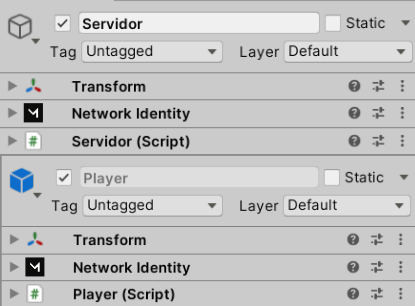 Servidor Static
Tag Untagged Layer Default
Transform
Network Identity
# Servidor (Script)
Player Static
Tag Untagged Layer Default
Transform
Network Identity
# Player (Script)